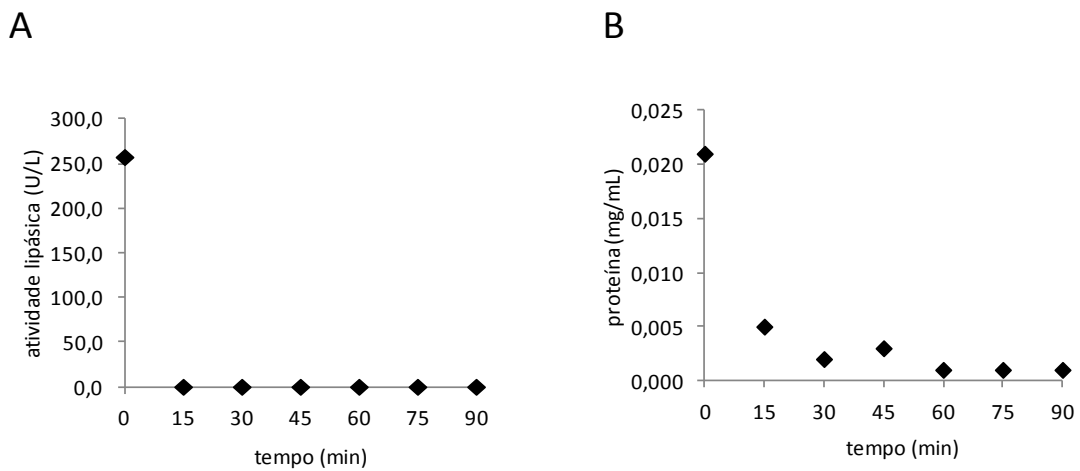 A
atividade lipásica (U/L)
300,0
250,0
200,0
150,0
100,0
50,0
0,0
0 15 30 45 60 75 90
tempo (min)
B
proteína (mg/mL)
0,025
0,020
0,015
0,010
0,005
0,000
0 15 30 45 60 75 90
tempo (min)